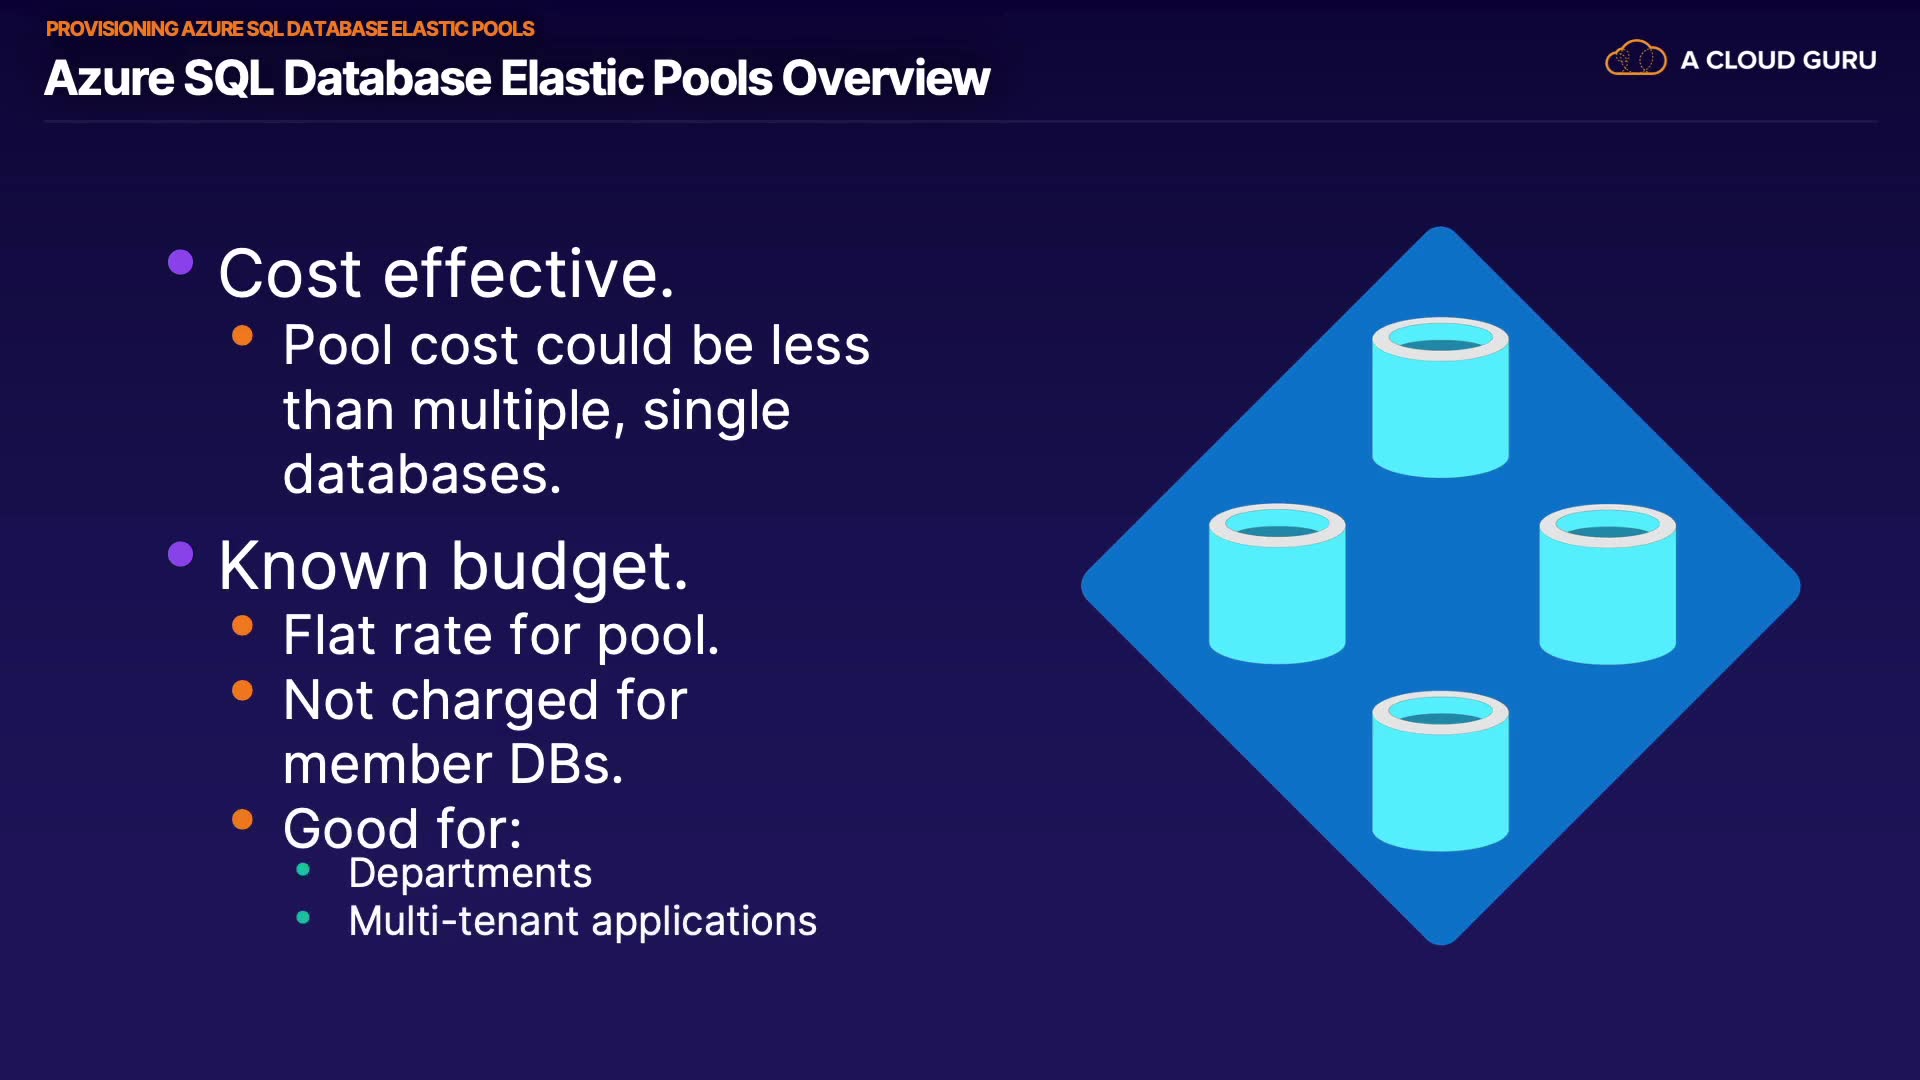 PROVISIONING AZURE SQL DATABASE ELASTIC POOLS
Azure SQL Database Elastic Pools Overview
A CLOUD GURU
Cost effective.
Pool cost could be less
than multiple, single
databases.
Known budget.
Flat rate for pool.
Not charged for
member DBs.
Good for:
Departments
Multi-tenant applications